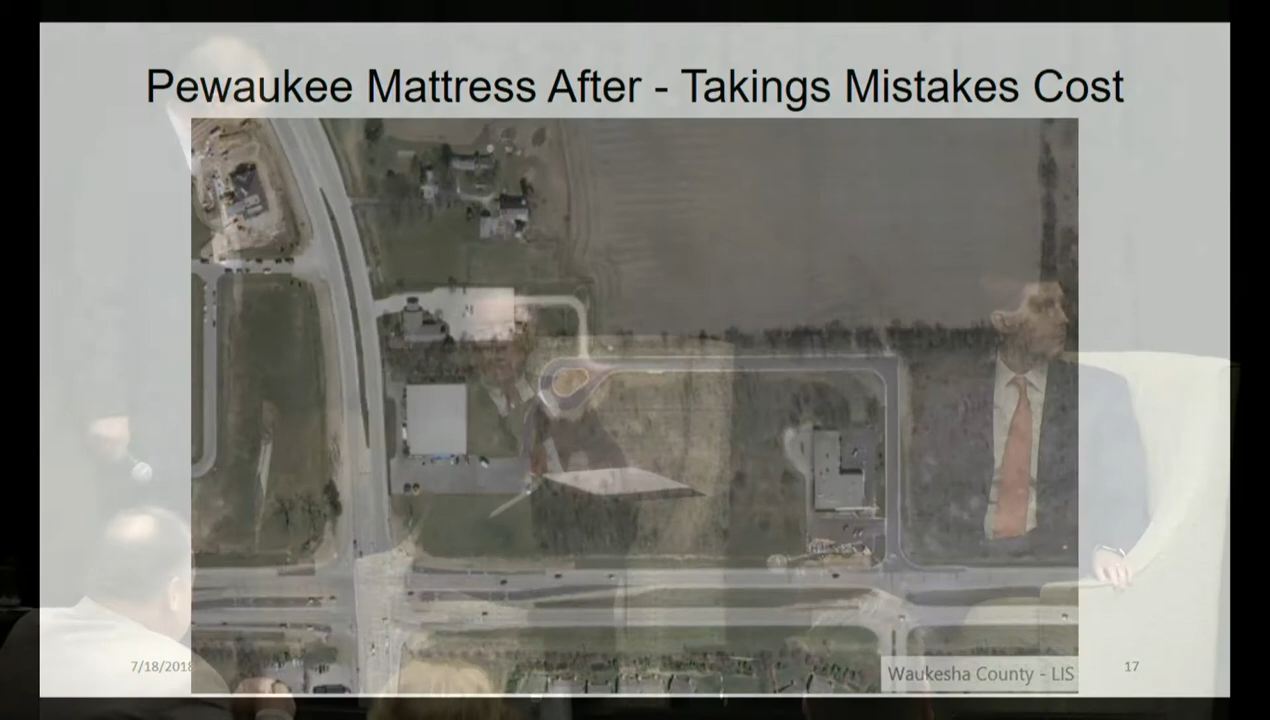 Pewaukee Mattress After - Takings Mistakes Cost
7/18/2018
Waukesha County - LIS
17